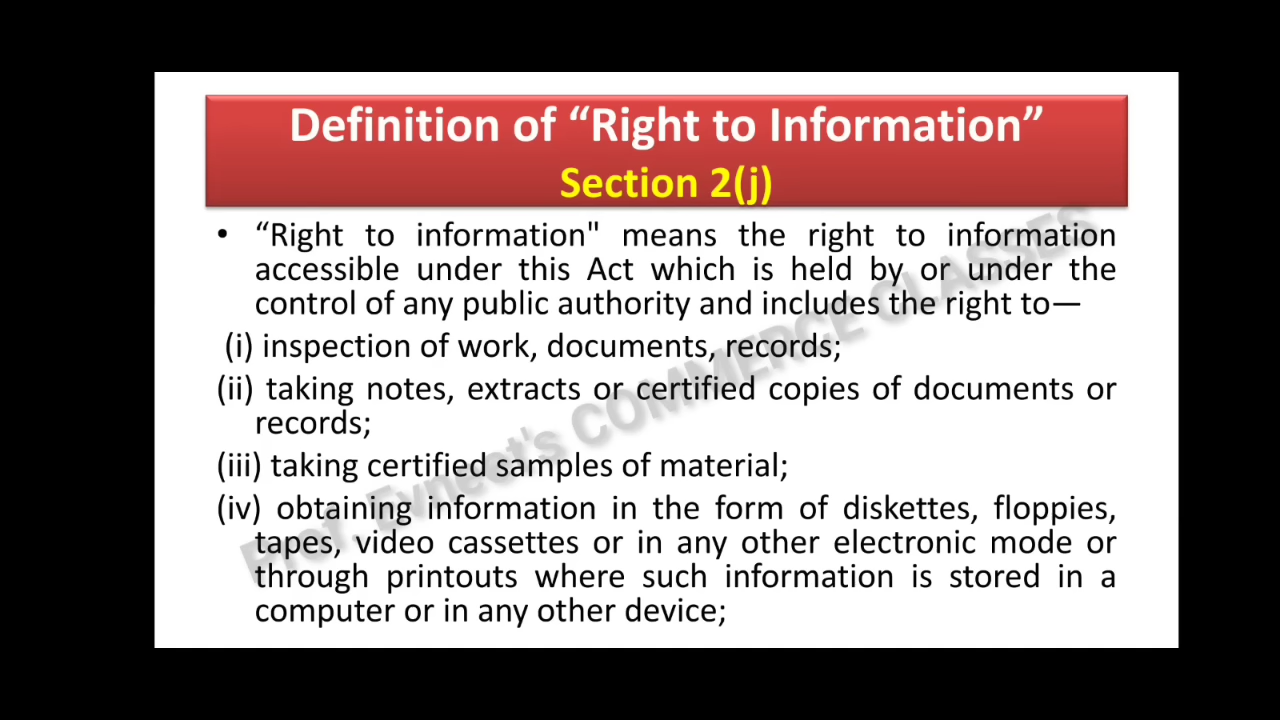 Definition of “Right to Information”
Section 2(j)
• “Right to information" means the right to information
accessible under this Act which is held by or under the
control of any public authority and includes the right to—
(i) inspection of work, documents, records;
(ii) taking notes, extracts or certified copies of documents or
records;
(iii) taking certified samples of material;
(iv) obtaining information in the form of diskettes, floppies,
tapes, video cassettes or in any other electronic mode or
through printouts where such information is stored in a
computer or in any other device;
Prof. Evneet's COMMERCE CLASSES